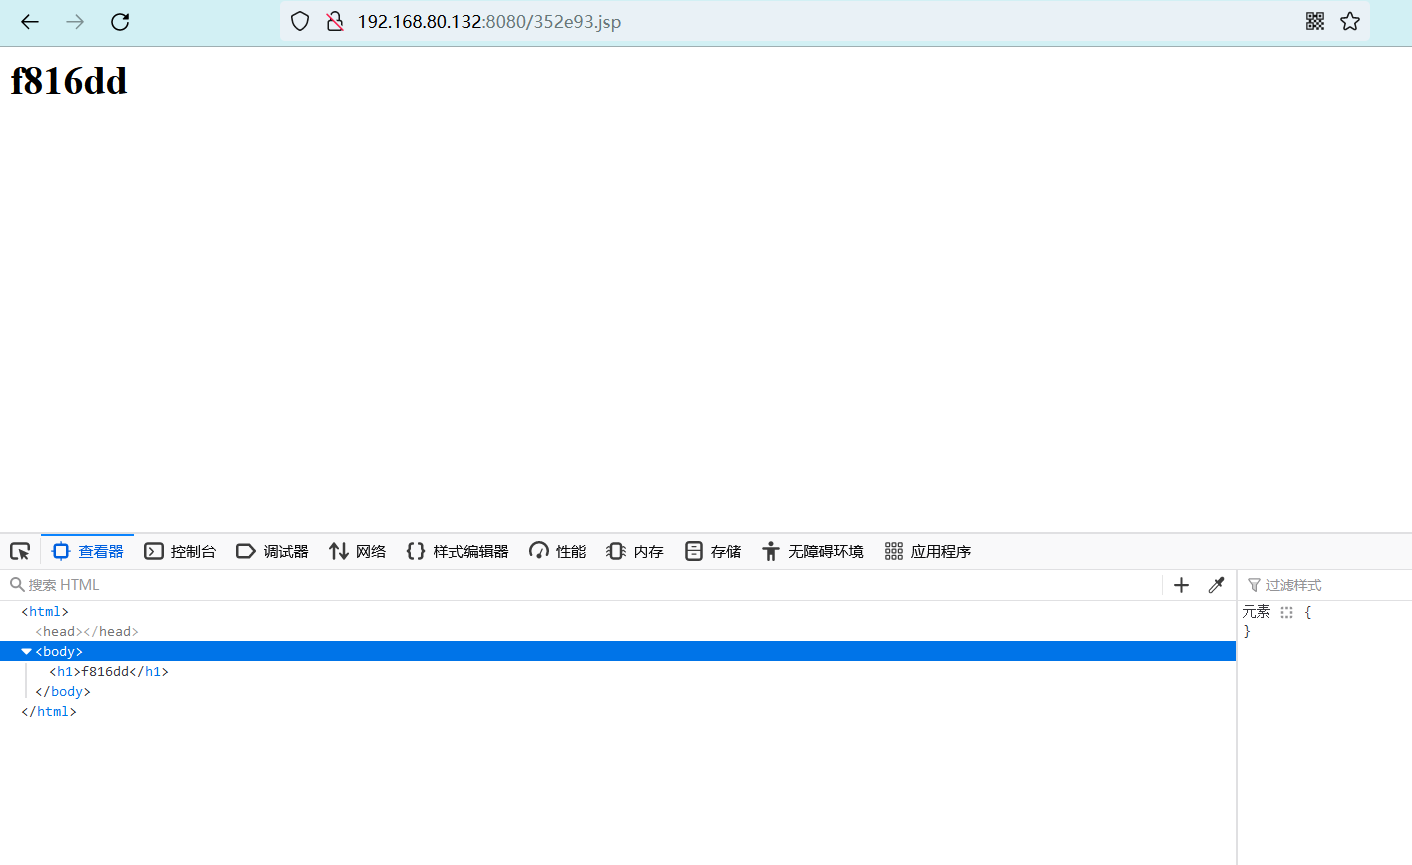 192.168.80.132:8080/352e93.jsp
f816dd
查看器 控制台 调试器 网络 样式编辑器 性能 内存 存储 无障碍环境 应用程序
搜索 HTML
过滤样式
<html>
元素 {
<head></head>
}
<body>
<h1>f816dd</h1>
</body>
</html>